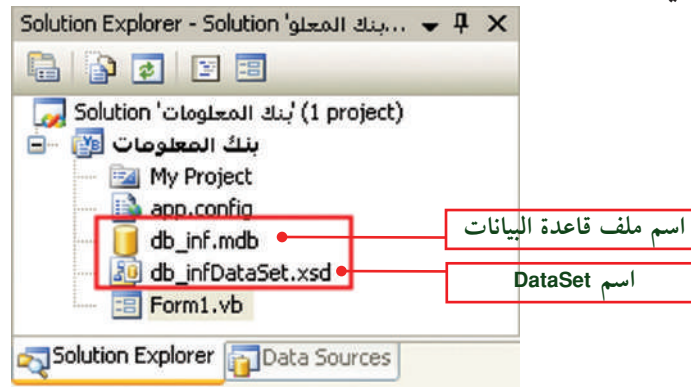 Solution Explorer - Solution 'بنك المعلو...
Solution 'بنك المعلومات' (1 project)
بنك المعلومات
My Project
app.config
db_inf.mdb
اسم ملف قاعدة البيانات
db_infDataSet.xsd
اسم DataSet
Form1.vb
Solution Explorer
Data Sources